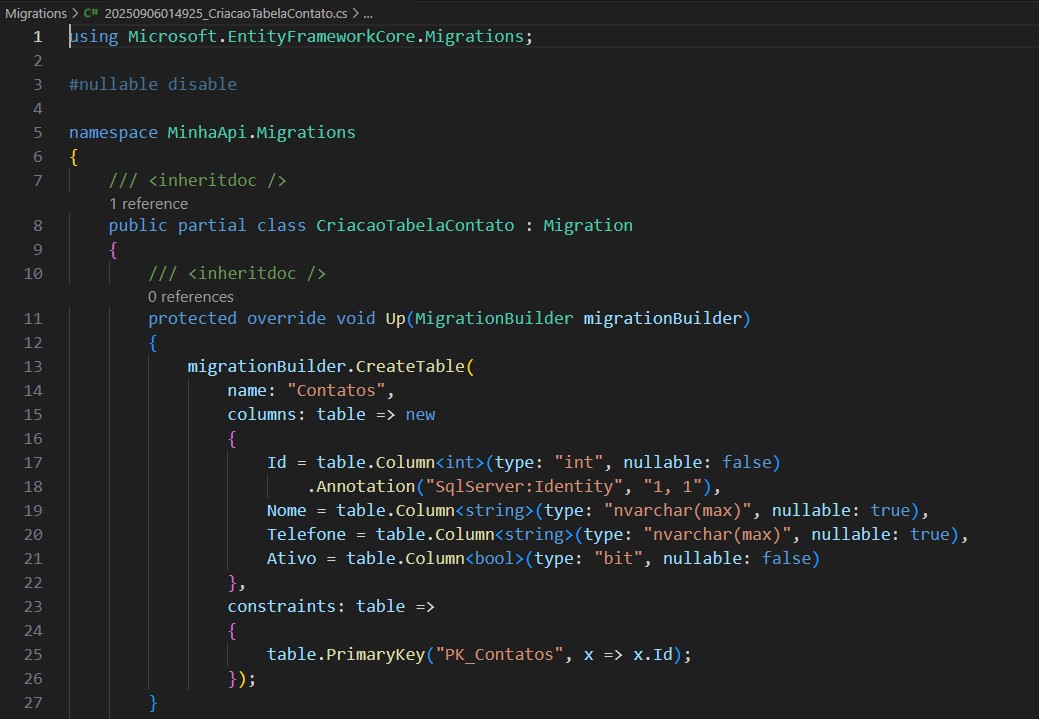 Migrations > C# 20250906014925_CriacaoTabelaContato.cs > ...
1 using Microsoft.EntityFrameworkCore.Migrations;
2
3 #nullable disable
4
5 namespace MinhaApi.Migrations
6 {
7 /// <inheritdoc />
1 reference
8 public partial class CriacaoTabelaContato : Migration
9 {
10 /// <inheritdoc />
0 references
11 protected override void Up(MigrationBuilder migrationBuilder)
12 {
13 migrationBuilder.CreateTable(
14 name: "Contatos",
15 columns: table => new
16 {
17 Id = table.Column<int>(type: "int", nullable: false)
18 .Annotation("SqlServer:Identity", "1, 1"),
19 Nome = table.Column<string>(type: "nvarchar(max)", nullable: true),
20 Telefone = table.Column<string>(type: "nvarchar(max)", nullable: true),
21 Ativo = table.Column<bool>(type: "bit", nullable: false)
22 },
23 constraints: table =>
24 {
25 table.PrimaryKey("PK_Contatos", x => x.Id);
26 });
27 }